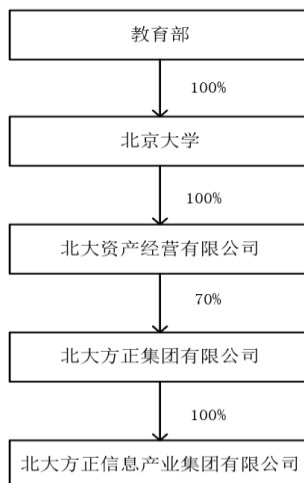 教育部
100%
北京大学
100%
北大资产经营有限公司
70%
北大方正集团有限公司
100%
北大方正信息产业集团有限公司